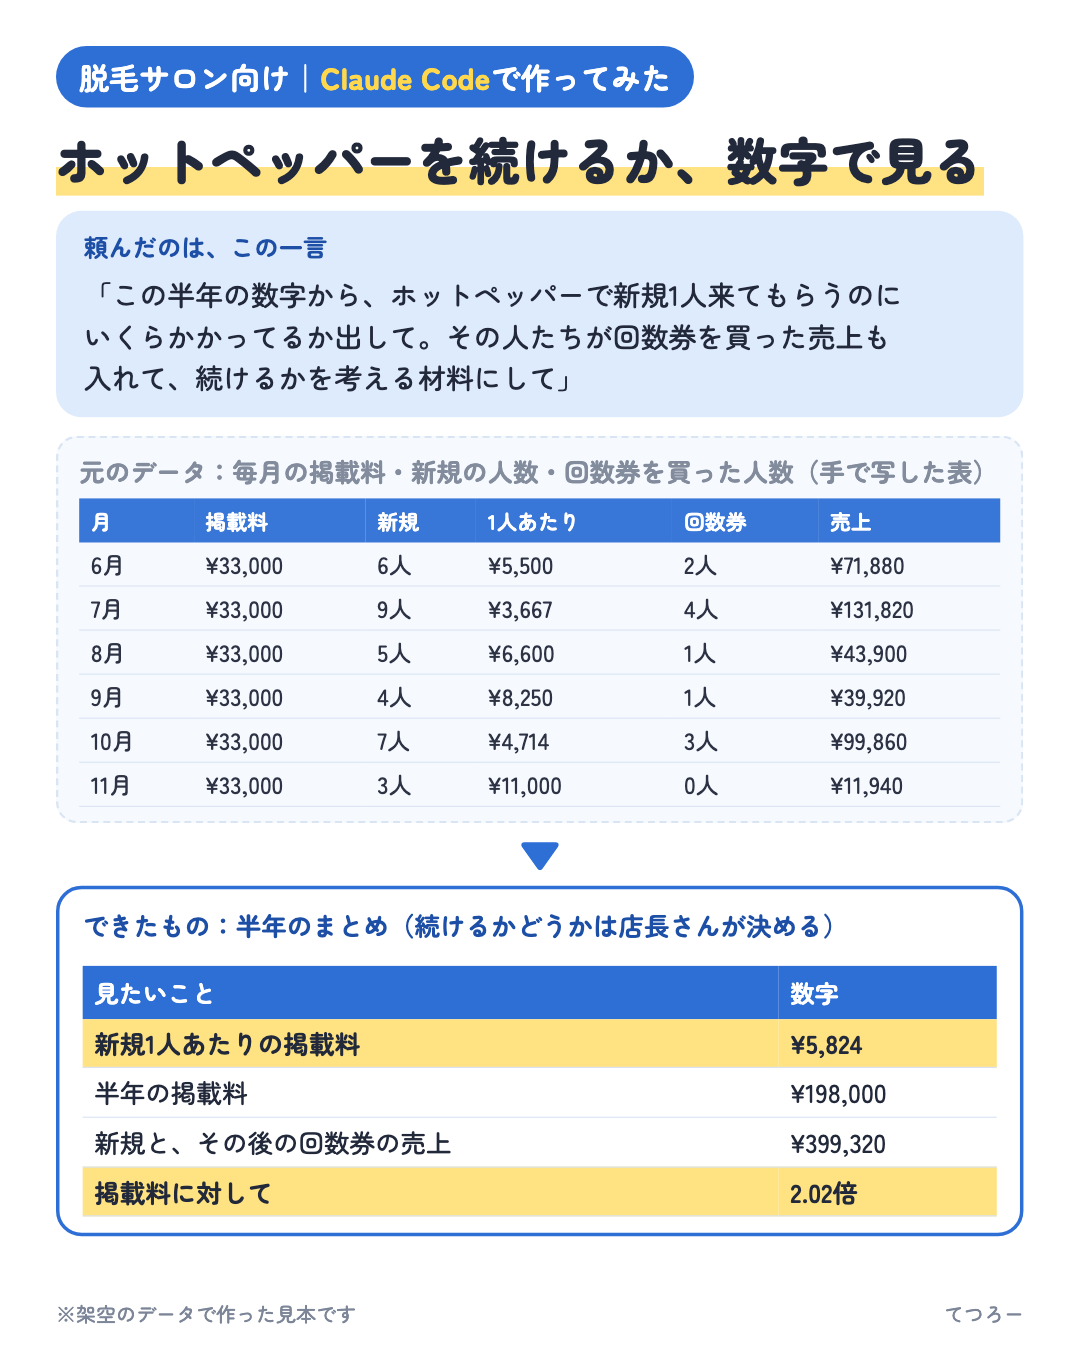 脱毛サロン向け｜Claude Codeで作ってみた
ホットペッパーを続けるか、数字で見る
頼んだのは、この一言
「この半年の数字から、ホットペッパーで新規1人来てもらうのに
いくらかかってるか出して。その人たちが回数券を買った売上も
入れて、続けるかを考える材料にして」
元のデータ：毎月の掲載料・新規の人数・回数券を買った人数（手で写した表）
月 掲載料 新規 1人あたり 回数券 売上
6月 ¥33,000 6人 ¥5,500 2人 ¥71,880
7月 ¥33,000 9人 ¥3,667 4人 ¥131,820
8月 ¥33,000 5人 ¥6,600 1人 ¥43,900
9月 ¥33,000 4人 ¥8,250 1人 ¥39,920
10月 ¥33,000 7人 ¥4,714 3人 ¥99,860
11月 ¥33,000 3人 ¥11,000 0人 ¥11,940
できたもの：半年のまとめ（続けるかどうかは店長さんが決める）
見たいこと 数字
新規1人あたりの掲載料 ¥5,824
半年の掲載料 ¥198,000
新規と、その後の回数券の売上 ¥399,320
掲載料に対して 2.02倍
※架空のデータで作った見本です てつろー